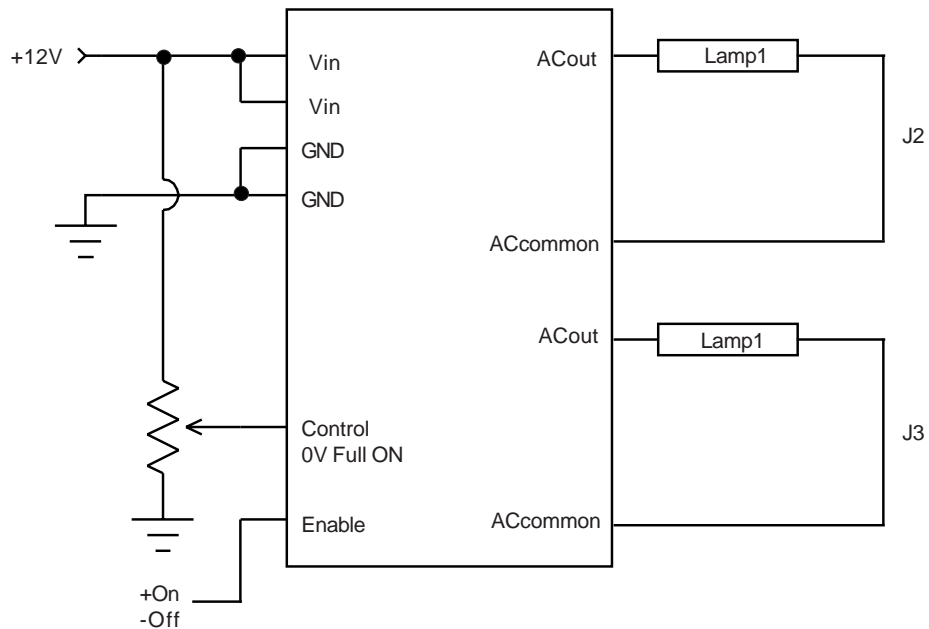 +12V
Vin
Vin
GND
GND
Control
0V Full ON
Enable
+On
-Off
ACout
Lamp1
J2
ACcommon
ACout
Lamp1
J3
ACcommon